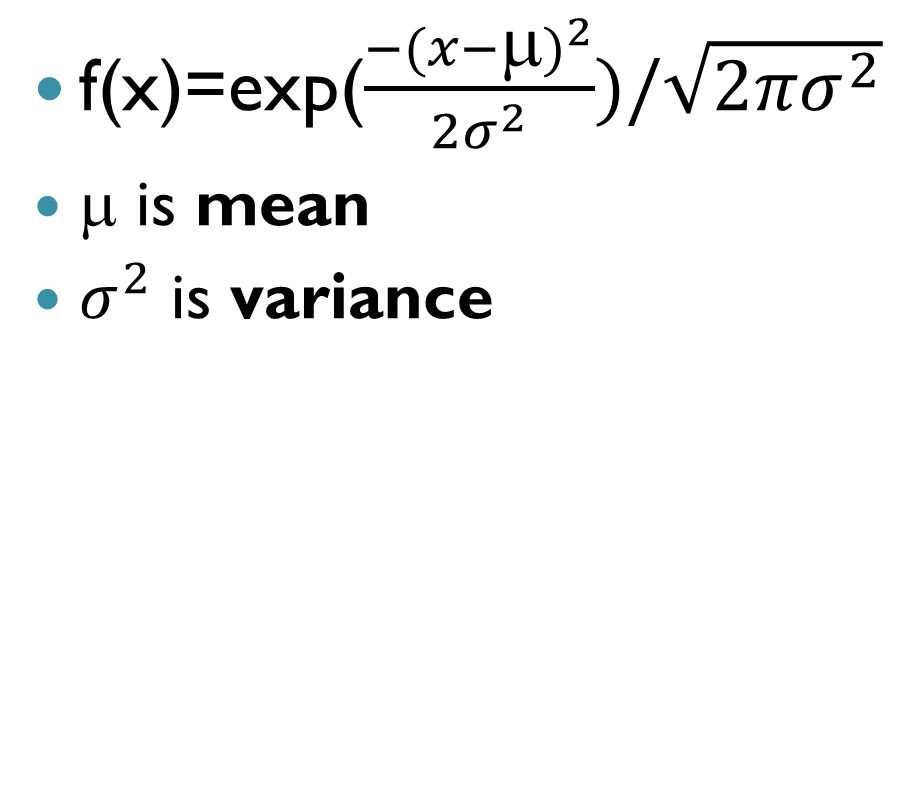 • f(x)=exp(−(x−μ)²/2σ²)/√2πσ²
• μ is mean
• σ² is variance